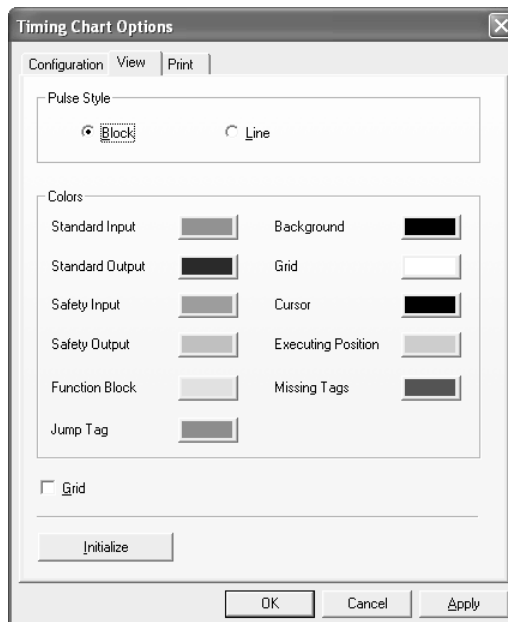 Timing Chart Options
Configuration View Print
Pulse Style
Block Line
Colors
Standard Input Background
Standard Output Grid
Safety Input Cursor
Safety Output Executing Position
Function Block Missing Tags
Jump Tag
Grid
Initialize
OK Cancel Apply